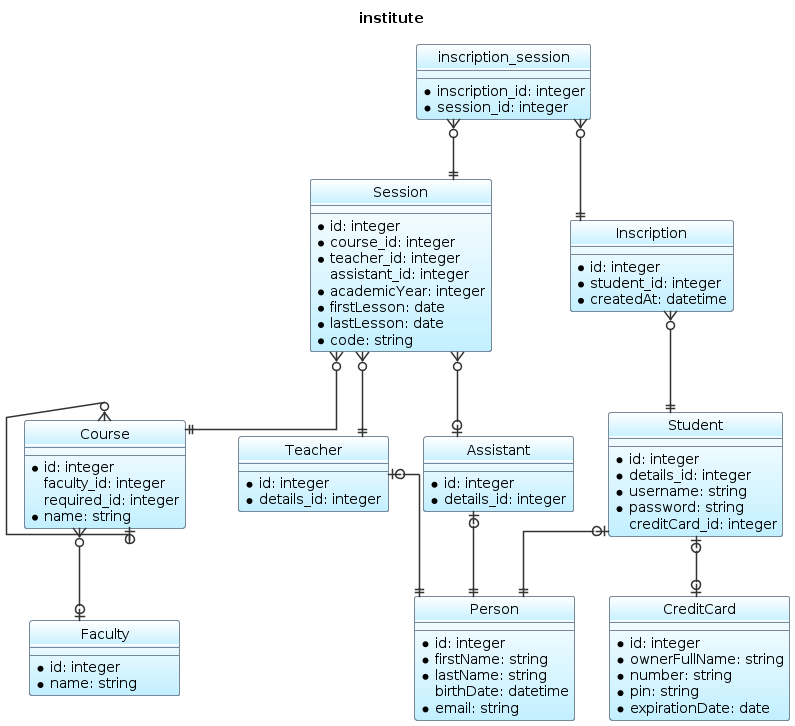 institute
inscription_session
inscription_id: integer
session_id: integer
Session
id: integer
course_id: integer
teacher_id: integer
assistant_id: integer
academicYear: integer
firstLesson: date
lastLesson: date
code: string
Inscription
id: integer
student_id: integer
createdAt: datetime
Course
id: integer
faculty_id: integer
required_id: integer
name: string
Teacher
id: integer
details_id: integer
Assistant
id: integer
details_id: integer
Student
id: integer
details_id: integer
username: string
password: string
creditCard_id: integer
Faculty
id: integer
name: string
Person
id: integer
firstName: string
lastName: string
birthDate: datetime
email: string
CreditCard
id: integer
ownerFullName: string
number: string
pin: string
expirationDate: date